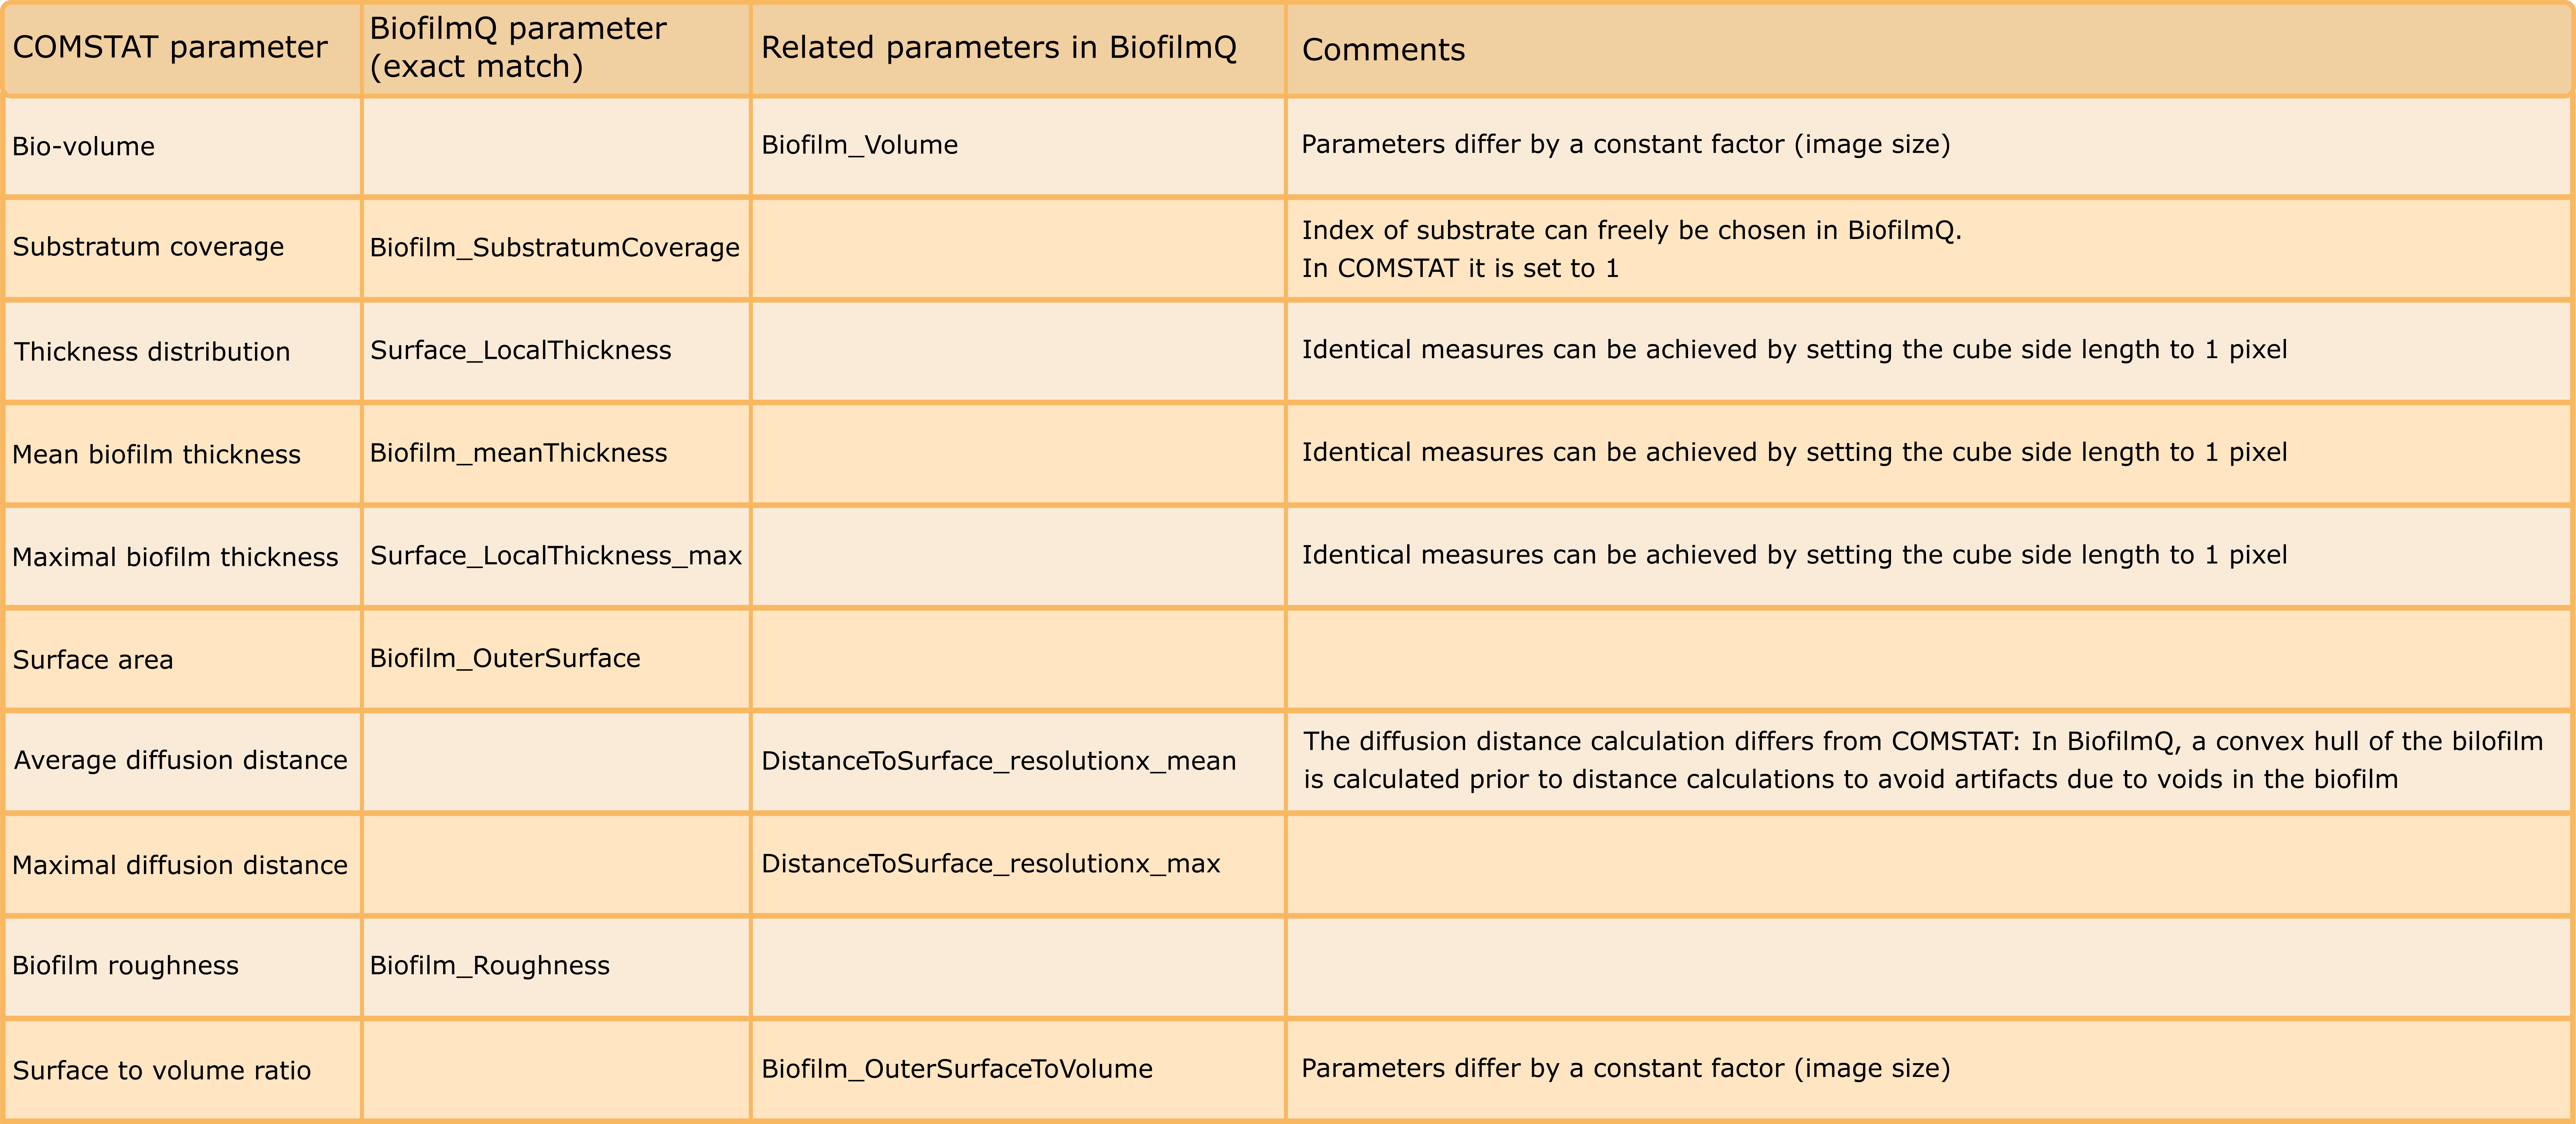 COMSTAT parameter
BiofilmQ parameter
(exact match)
Related parameters in BiofilmQ
Comments
Bio-volume
Biofilm_Volume
Parameters differ by a constant factor (image size)
Substratum coverage
Biofilm_SubstratumCoverage
Index of substrate can freely be chosen in BiofilmQ.
In COMSTAT it is set to 1
Thickness distribution
Surface_LocalThickness
Identical measures can be achieved by setting the cube side length to 1 pixel
Mean biofilm thickness
Biofilm_meanThickness
Identical measures can be achieved by setting the cube side length to 1 pixel
Maximal biofilm thickness
Surface_LocalThickness_max
Identical measures can be achieved by setting the cube side length to 1 pixel
Surface area
Biofilm_OuterSurface
Average diffusion distance
DistanceToSurface_resolutionx_mean
The diffusion distance calculation differs from COMSTAT: In BiofilmQ, a convex hull of the bilofilm
is calculated prior to distance calculations to avoid artifacts due to voids in the biofilm
Maximal diffusion distance
DistanceToSurface_resolutionx_max
Biofilm roughness
Biofilm_Roughness
Surface to volume ratio
Biofilm_OuterSurfaceToVolume
Parameters differ by a constant factor (image size)